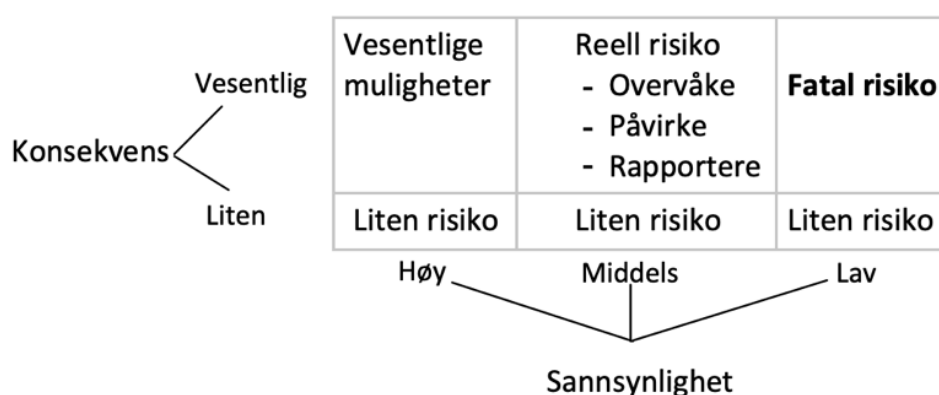 Vesentlige
muligheter
Reell risiko
- Overvåke
- Påvirke
- Rapportere
Fatal risiko
Vesentlig
Konsekvens
Liten
Liten risiko
Liten risiko
Liten risiko
Høy
Middels
Lav
Sannsynlighet